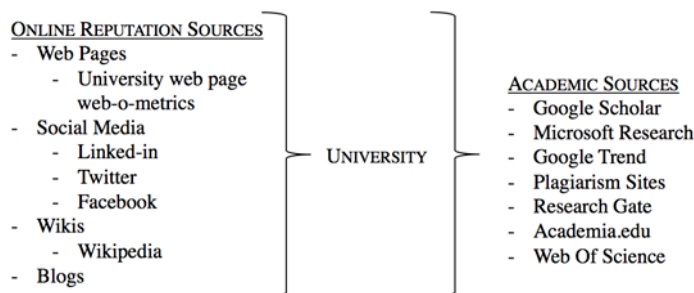 ONLINE REPUTATION SOURCES
- Web Pages
- University web page
web-o-metrics
- Social Media
- Linked-in
- Twitter
- Facebook
- Wikis
- Wikipedia
- Blogs
UNIVERSITY
ACADEMIC SOURCES
- Google Scholar
- Microsoft Research
- Google Trend
- Plagiarism Sites
- Research Gate
- Academia.edu
- Web Of Science